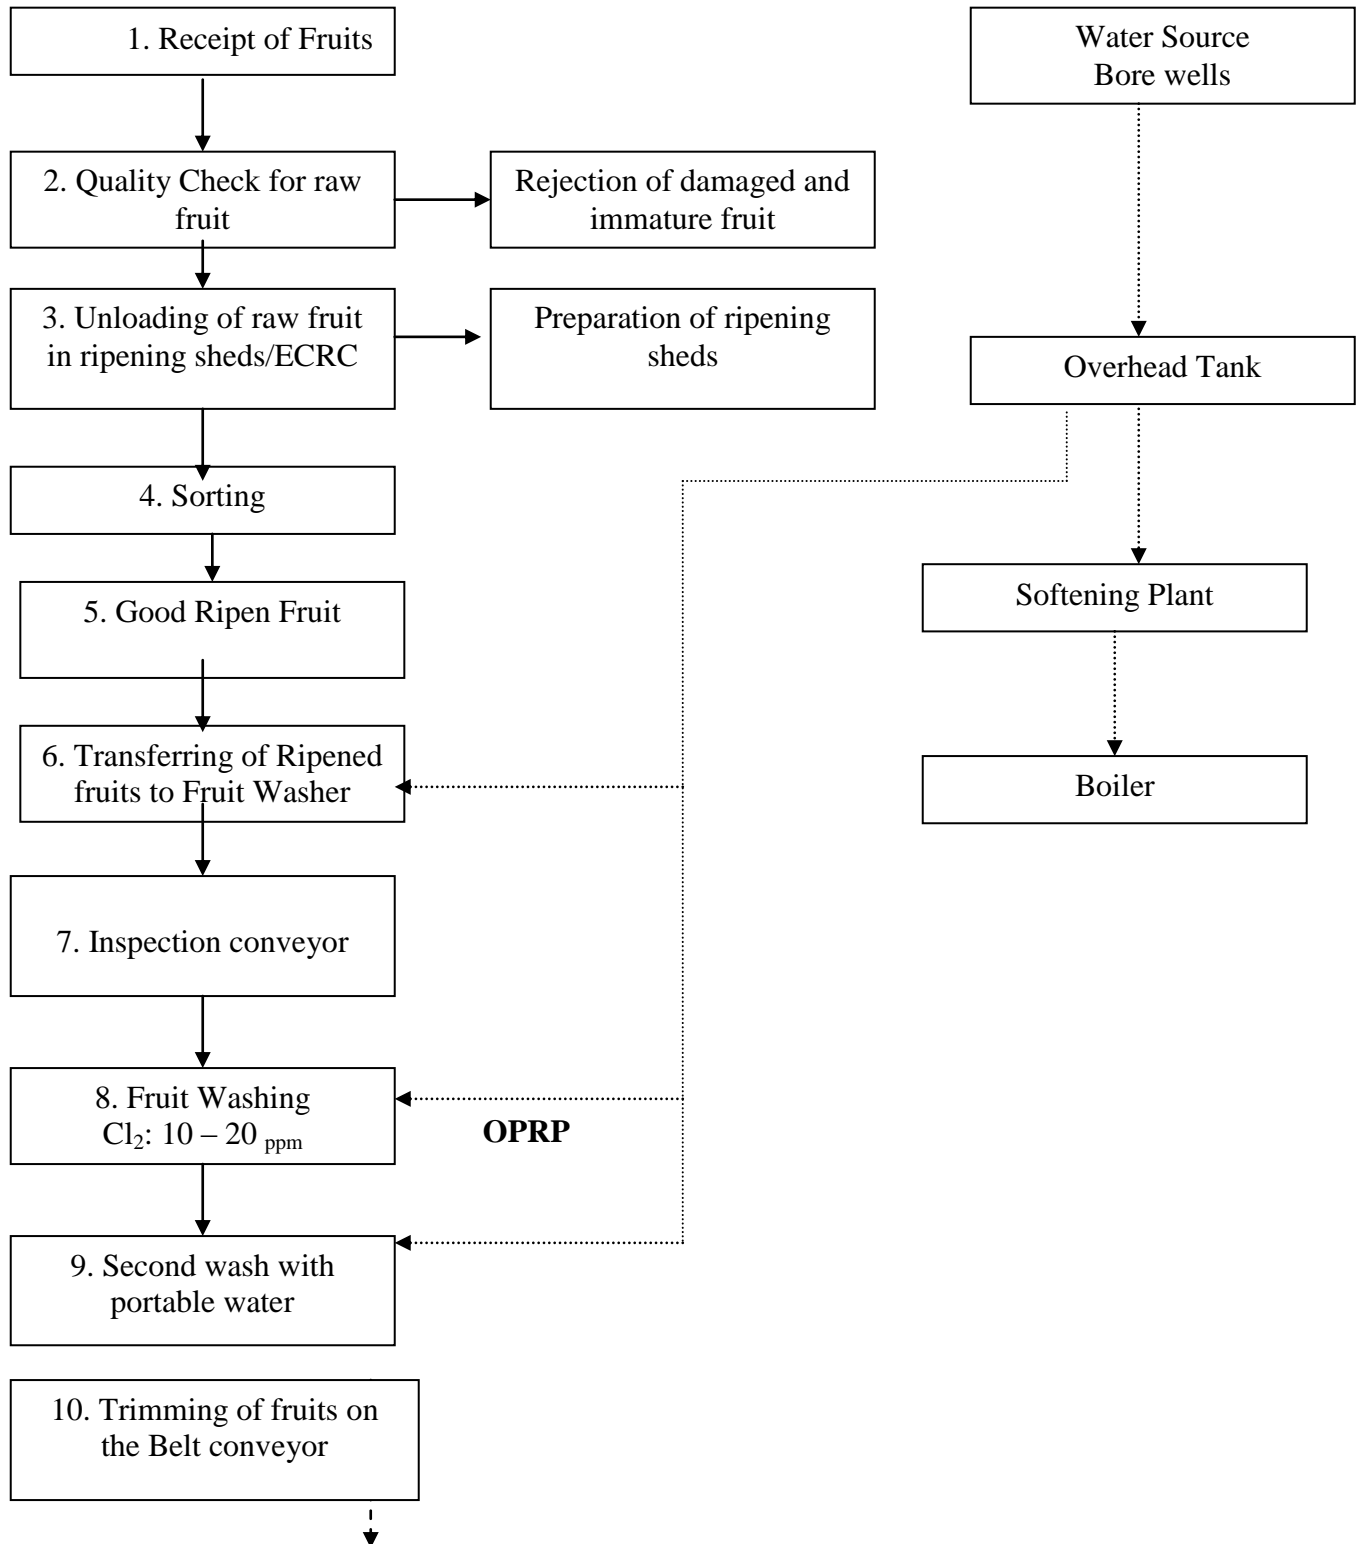 1. Receipt of Fruits
2. Quality Check for raw
fruit
Rejection of damaged and
immature fruit
3. Unloading of raw fruit
in ripening sheds/ECRC
Preparation of ripening
sheds
4. Sorting
5. Good Ripen Fruit
6. Transferring of Ripened
fruits to Fruit Washer
7. Inspection conveyor
8. Fruit Washing
Cl₂: 10 – 20 ppm
OPRP
9. Second wash with
portable water
10. Trimming of fruits on
the Belt conveyor
Water Source
Bore wells
Overhead Tank
Softening Plant
Boiler